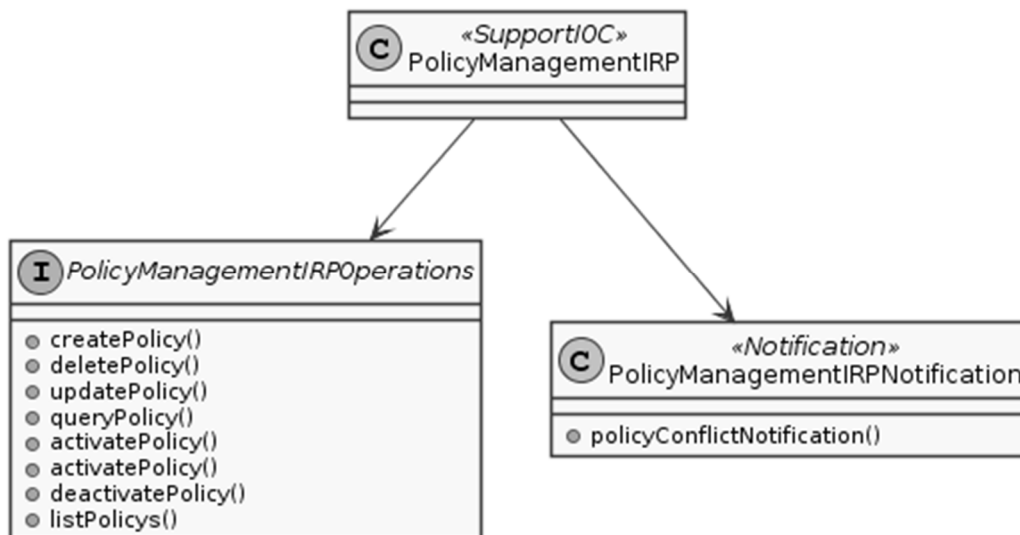 C
«SupportIOC»
PolicyManagementIRP
I
PolicyManagementIRPOperations
createPolicy()
deletePolicy()
updatePolicy()
queryPolicy()
activatePolicy()
activatePolicy()
deactivatePolicy()
listPolicys()
C
«Notification»
PolicyManagementIRPNotification
policyConflictNotification()